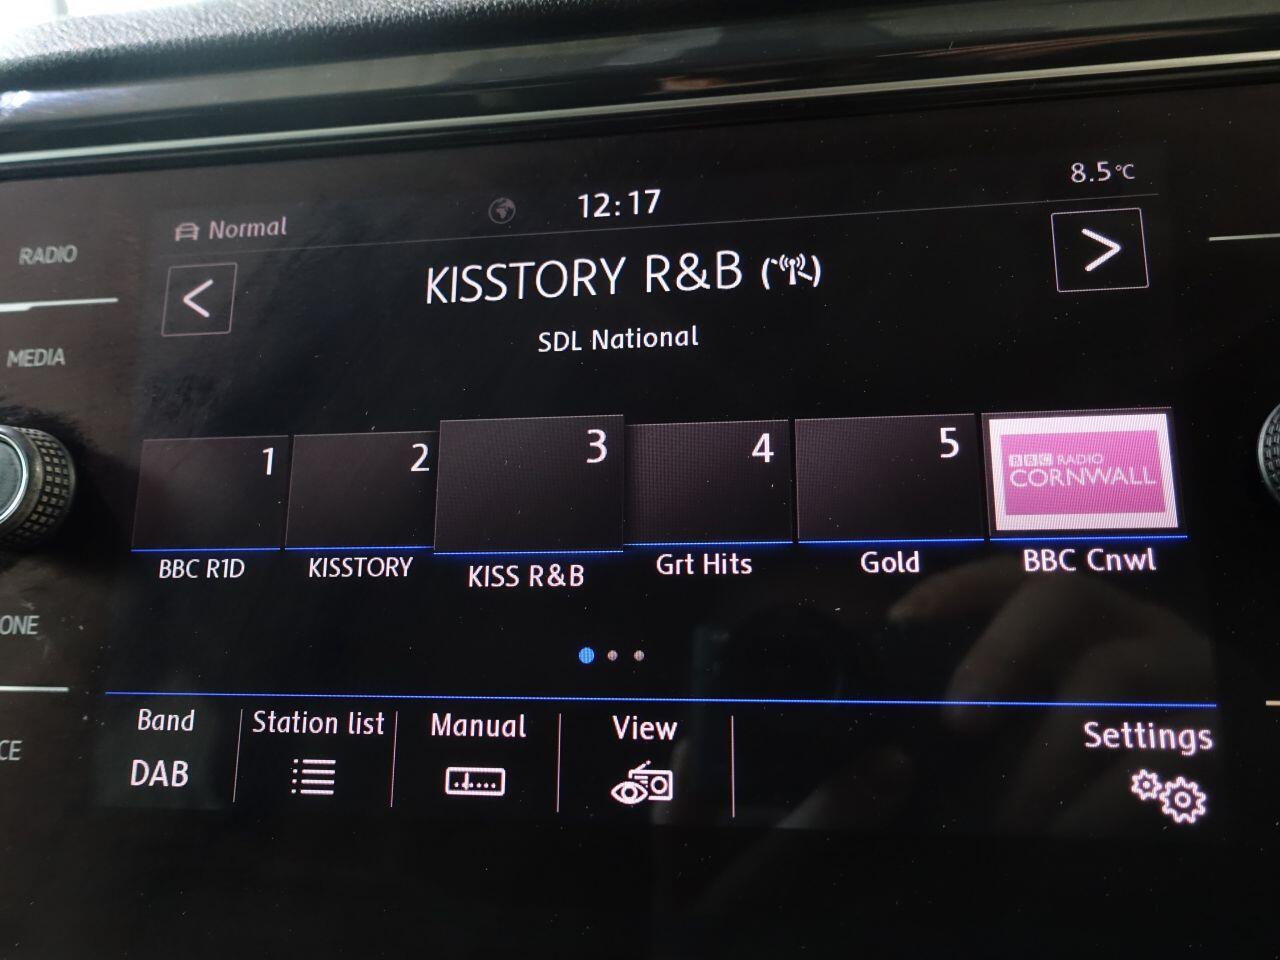 12:17
8.5°C
Normal
RADIO
<
KISSTORY R&B
>
SDL National
MEDIA
1
2
3
4
5
BBC RADIO
CORNWALL
BBC R1D
KISSTORY
KISS R&B
Grt Hits
Gold
BBC Cnwl
ONE
Band
Station list
Manual
View
Settings
DAB
CE